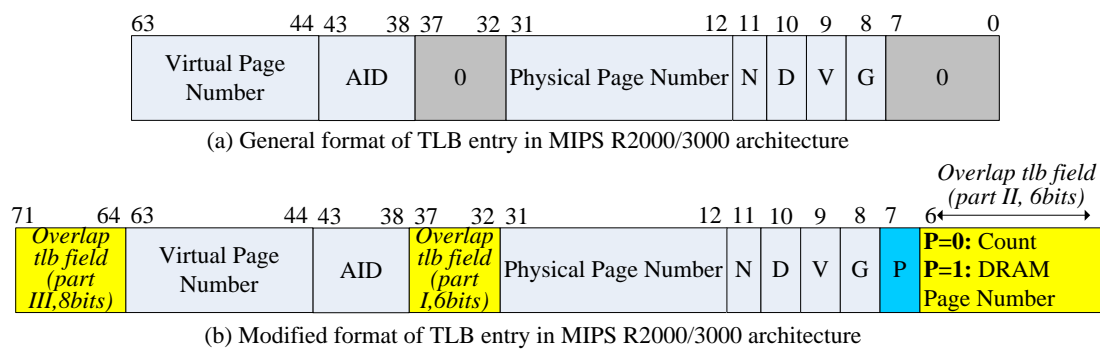 63 44 43 38 37 32 31 12 11 10 9 8 7 0
Virtual Page
Number
AID
0
Physical Page Number
N
D
V
G
0
(a) General format of TLB entry in MIPS R2000/3000 architecture
Overlap tlb field
(part II, 6bits)
71 64 63 44 43 38 37 32 31 12 11 10 9 8 7 6
Overlap
tlb field
(part
III,8bits)
Virtual Page
Number
AID
Overlap
tlb field
(part
I,6bits)
Physical Page Number
N
D
V
G
P
P=0: Count
P=1: DRAM
Page Number
(b) Modified format of TLB entry in MIPS R2000/3000 architecture